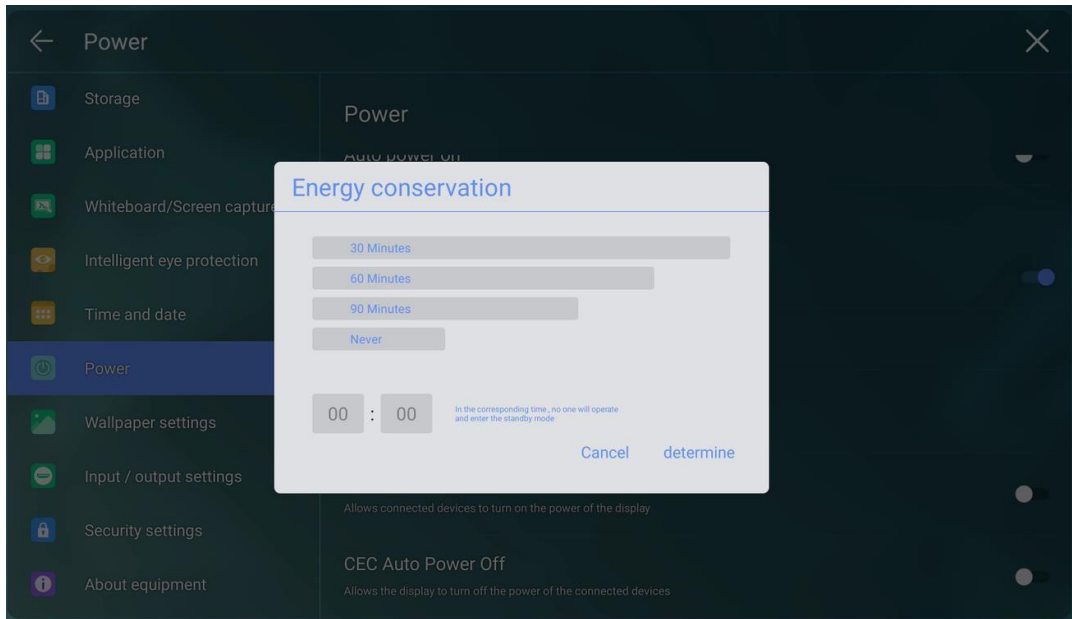 Power
Storage
Application
Whiteboard/Screen capture
Intelligent eye protection
Time and date
Power
Wallpaper settings
Input / output settings
Security settings
About equipment
Power
Auto power on
Energy conservation
30 Minutes
60 Minutes
90 Minutes
Never
00 : 00
In the corresponding time, no one will operate
and enter the standby mode
Cancel determine
Allows connected devices to turn on the power of the display
CEC Auto Power Off
Allows the display to turn off the power of the connected devices